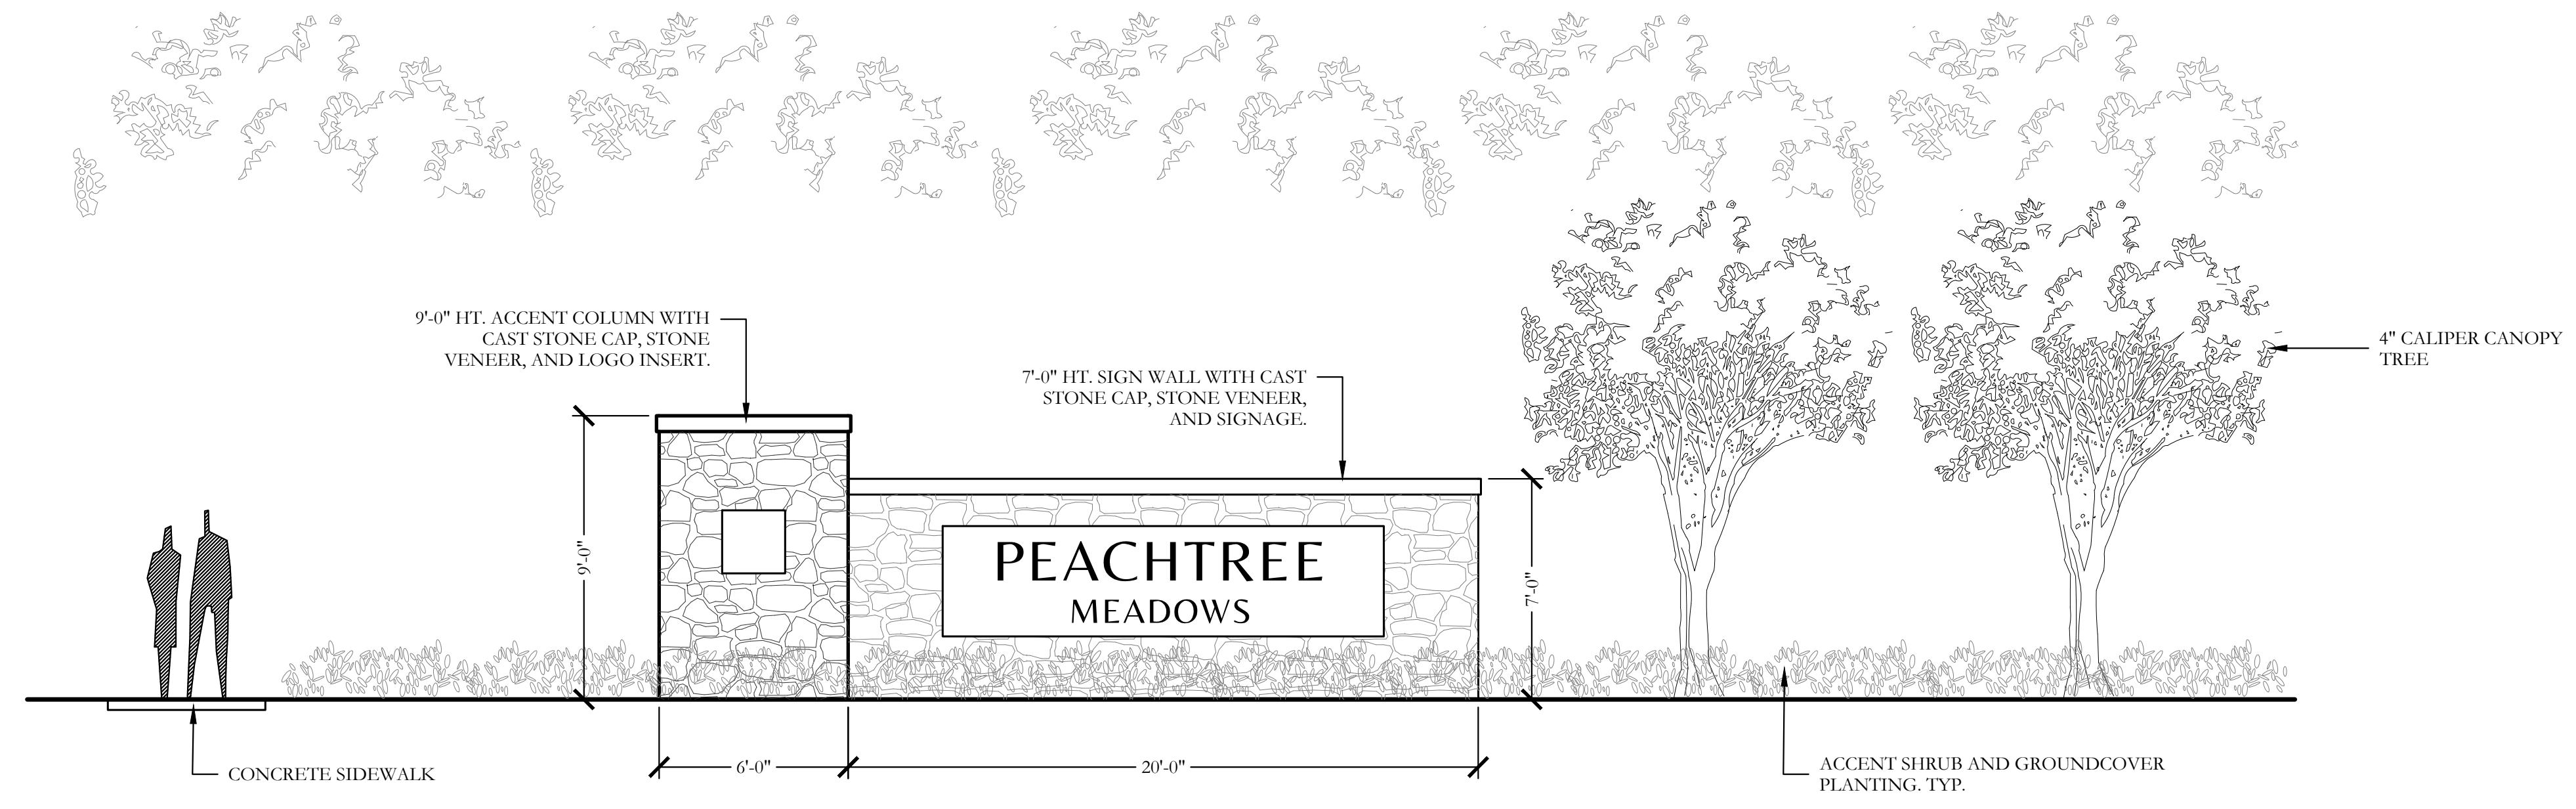 9'-0" HT. ACCENT COLUMN WITH
CAST STONE CAP, STONE
VENEER, AND LOGO INSERT.
7'-0" HT. SIGN WALL WITH CAST
STONE CAP, STONE VENEER,
AND SIGNAGE.
4" CALIPER CANOPY
TREE
9'-0"
PEACHTREE
MEADOWS
7'-0"
6'-0"
20'-0"
CONCRETE SIDEWALK
ACCENT SHRUB AND GROUNDCOVER
PLANTING. TYP.